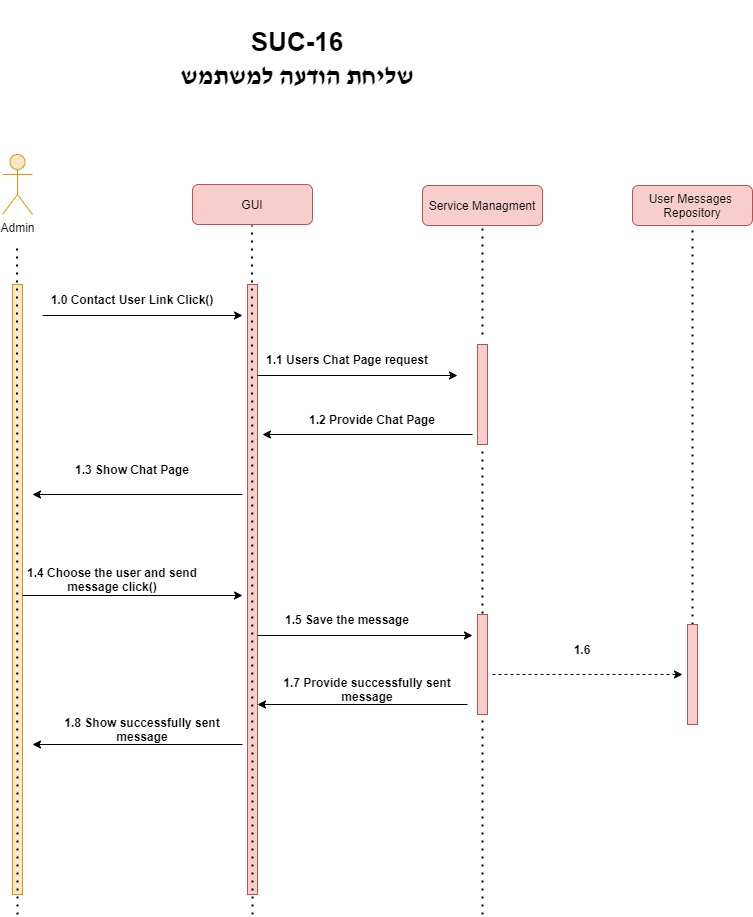 SUC-16
שליחת הודעה למשתמש
Admin
GUI
Service Managment
User Messages
Repository
1.0 Contact User Link Click()
1.1 Users Chat Page request
1.2 Provide Chat Page
1.3 Show Chat Page
1.4 Choose the user and send
message click()
1.5 Save the message
1.6
1.7 Provide successfully sent
message
1.8 Show successfully sent
message